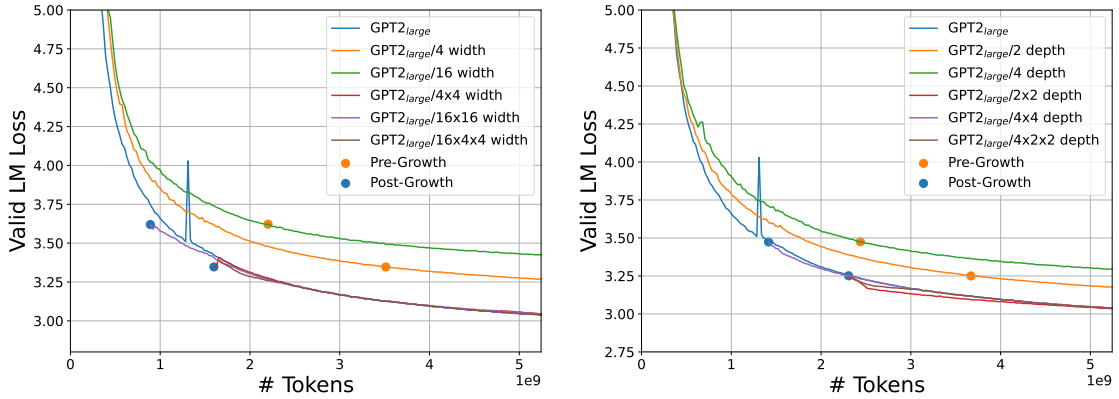 5.00
4.75
4.50
4.25
4.00
3.75
3.50
3.25
3.00
Valid LM Loss
0 1 2 3 4 5
1e9
# Tokens
GPT2large
GPT2large/4 width
GPT2large/16 width
GPT2large/4x4 width
GPT2large/16x16 width
GPT2large/16x4x4 width
Pre-Growth
Post-Growth
5.00
4.75
4.50
4.25
4.00
3.75
3.50
3.25
3.00
2.75
Valid LM Loss
0 1 2 3 4 5
1e9
# Tokens
GPT2large
GPT2large/2 depth
GPT2large/4 depth
GPT2large/2x2 depth
GPT2large/4x4 depth
GPT2large/4x2x2 depth
Pre-Growth
Post-Growth